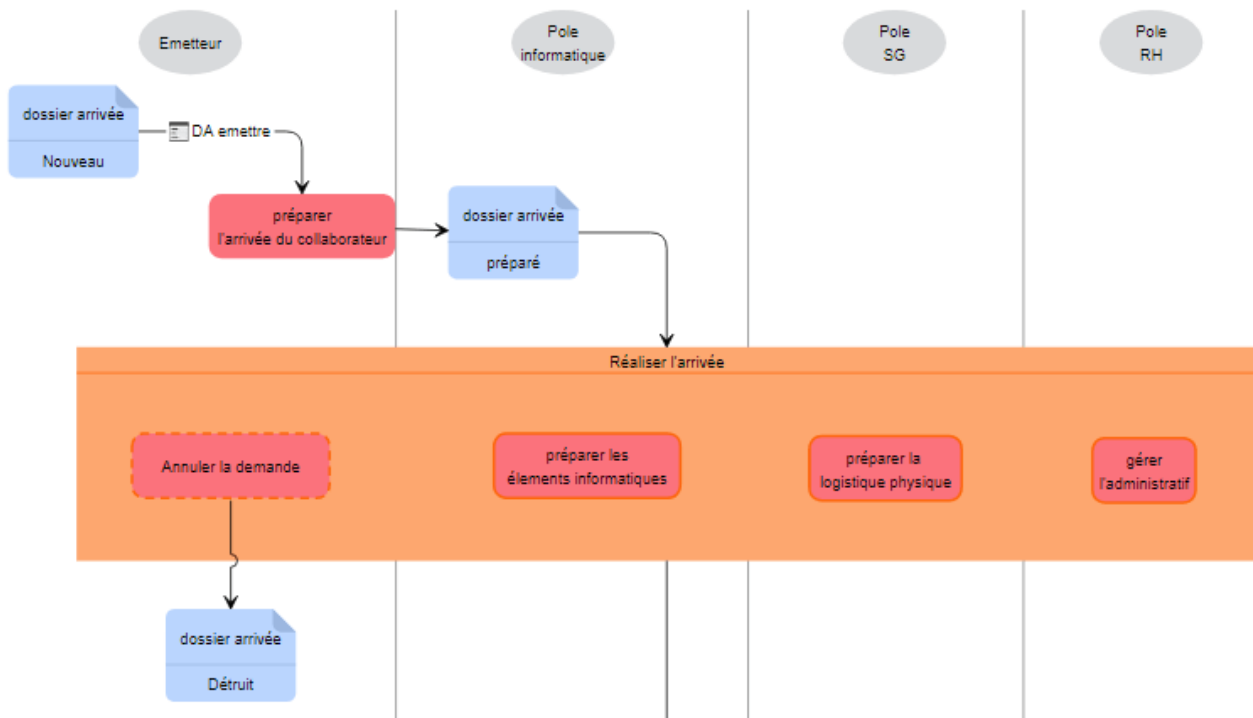 Emetteur
Pole
informatique
Pole
SG
Pole
RH
dossier arrivée
Nouveau
DA emettre
préparer
l'arrivée du collaborateur
dossier arrivée
préparé
Réaliser l'arrivée
Annuler la demande
préparer les
élements informatiques
préparer la
logistique physique
gérer
l'administratif
dossier arrivée
Détruit